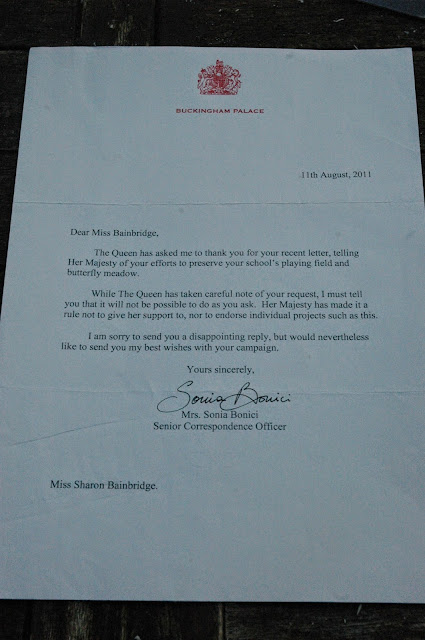 BUCKINGHAM PALACE
11th August, 2011
Dear Miss Bainbridge,
The Queen has asked me to thank you for your recent letter, telling
Her Majesty of your efforts to preserve your school's playing field and
butterfly meadow.
While The Queen has taken careful note of your request, I must tell
you that it will not be possible to do as you ask. Her Majesty has made it a
rule not to give her support to, nor to endorse individual projects such as this.
I am sorry to send you a disappointing reply, but would nevertheless
like to send you my best wishes with your campaign.
Yours sincerely,
Sonia Bonici
Mrs. Sonia Bonici
Senior Correspondence Officer
Miss Sharon Bainbridge.